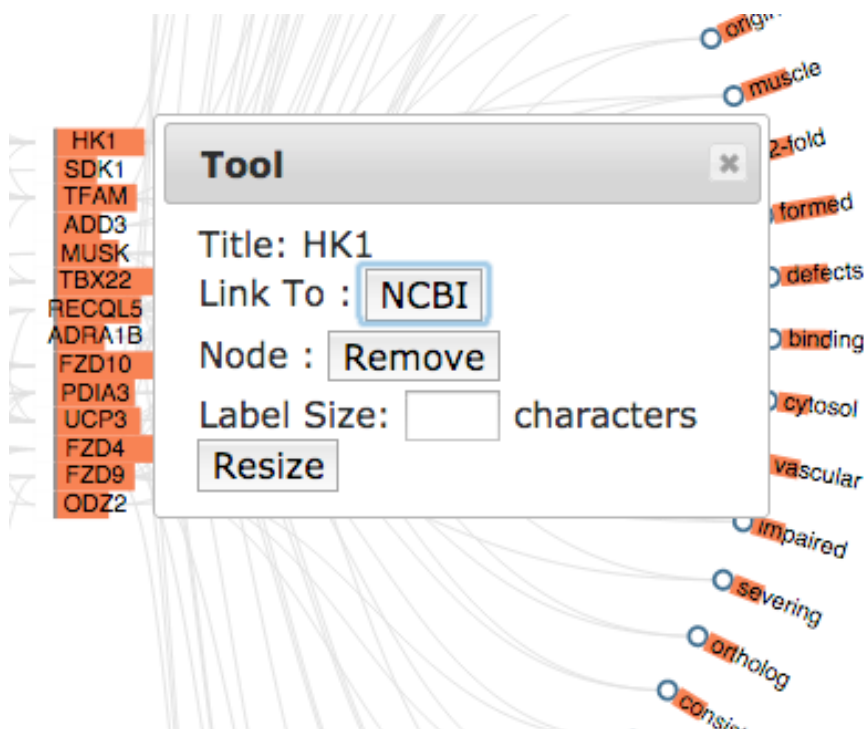 HK1
SDK1
TFAM
ADD3
MUSK
TBX22
RECQL5
ADRA1B
FZD10
PDIA3
UCP3
FZD4
FZD9
ODZ2
Tool
Title: HK1
Link To : NCBI
Node : Remove
Label Size: characters
Resize
muscle
2-fold
formed
defects
binding
cytosol
vascular
impaired
severing
ortholog